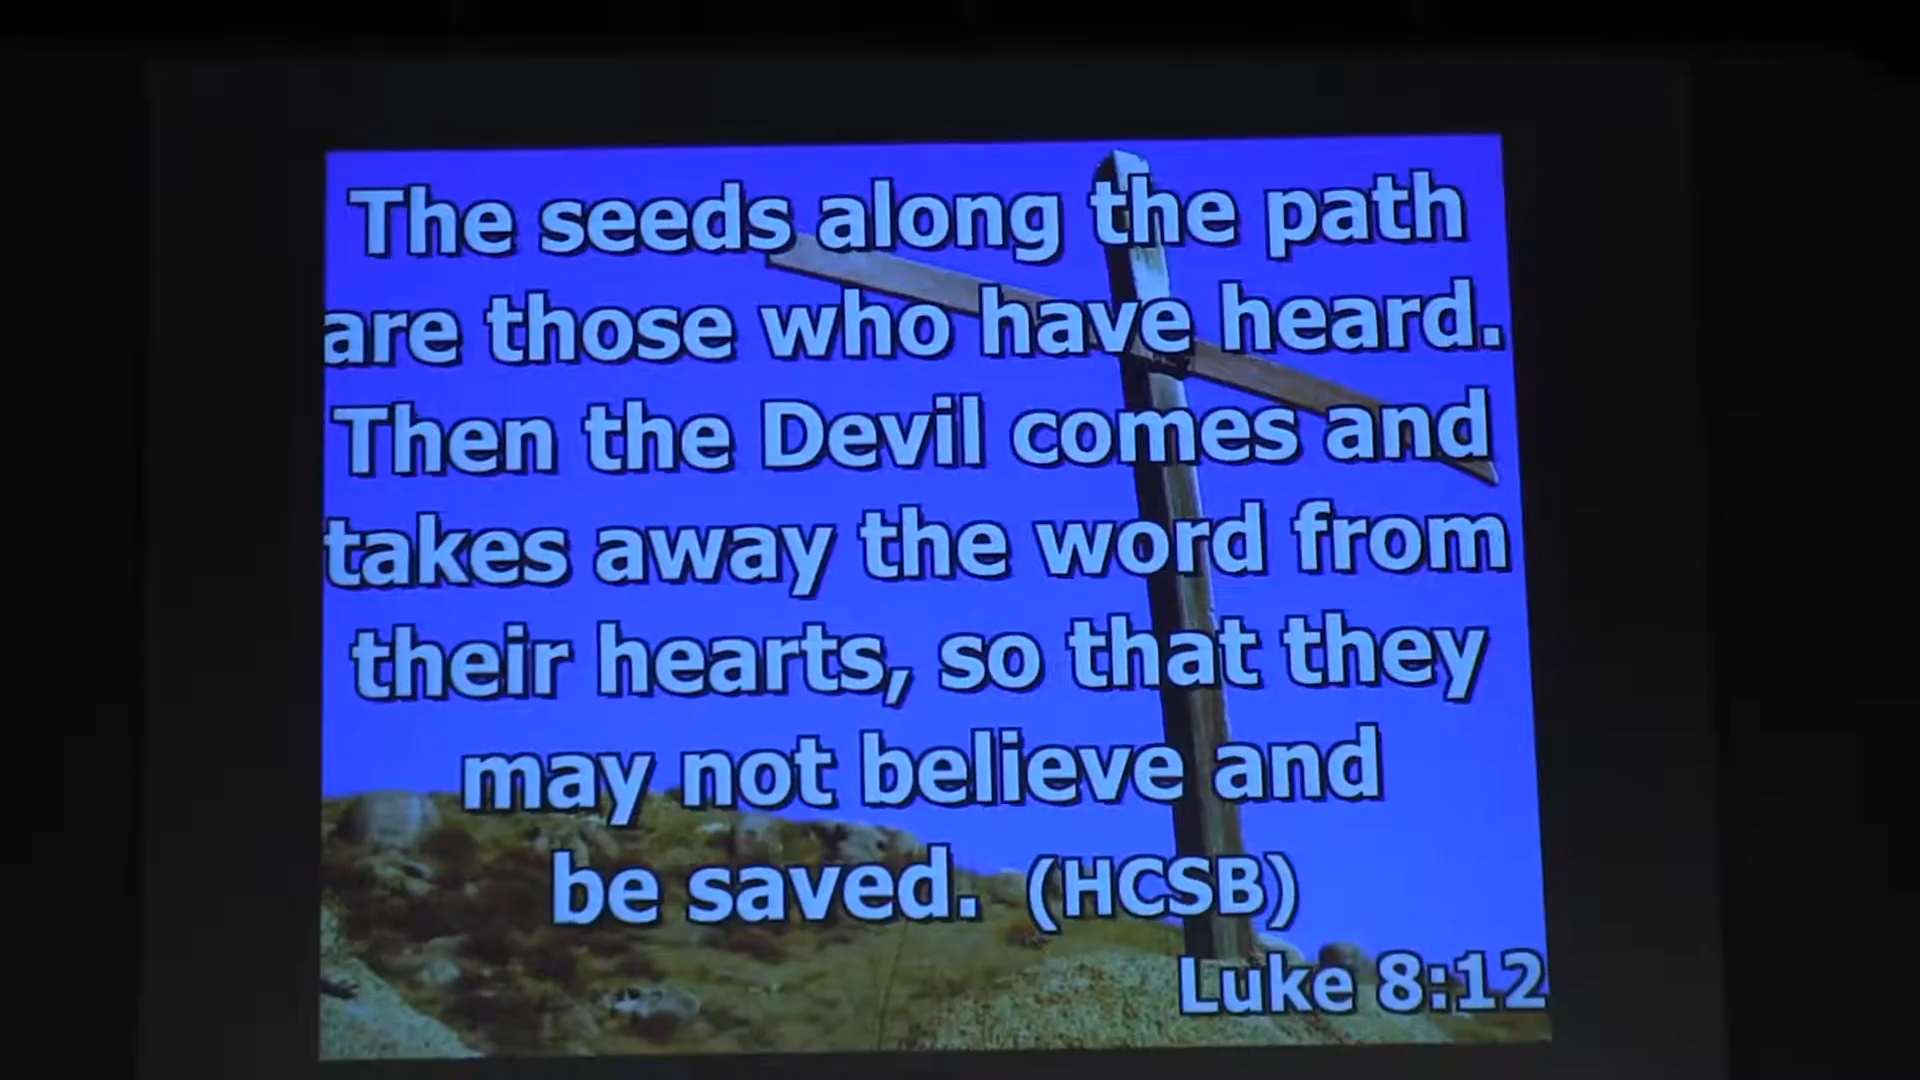 The seeds along the path
are those who have heard.
Then the Devil comes and
takes away the word from
their hearts, so that they
may not believe and
be saved. (HCSB)
Luke 8:12